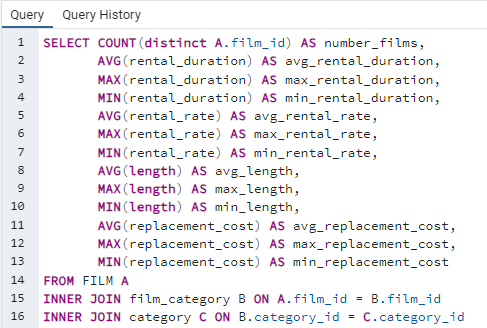 Query Query History
1 SELECT COUNT(distinct A.film_id) AS number_films,
2 AVG(rental_duration) AS avg_rental_duration,
3 MAX(rental_duration) AS max_rental_duration,
4 MIN(rental_duration) AS min_rental_duration,
5 AVG(rental_rate) AS avg_rental_rate,
6 MAX(rental_rate) AS max_rental_rate,
7 MIN(rental_rate) AS min_rental_rate,
8 AVG(length) AS avg_length,
9 MAX(length) AS max_length,
10 MIN(length) AS min_length,
11 AVG(replacement_cost) AS avg_replacement_cost,
12 MAX(replacement_cost) AS max_replacement_cost,
13 MIN(replacement_cost) AS min_replacement_cost
14 FROM FILM A
15 INNER JOIN film_category B ON A.film_id = B.film_id
16 INNER JOIN category C ON B.category_id = C.category_id